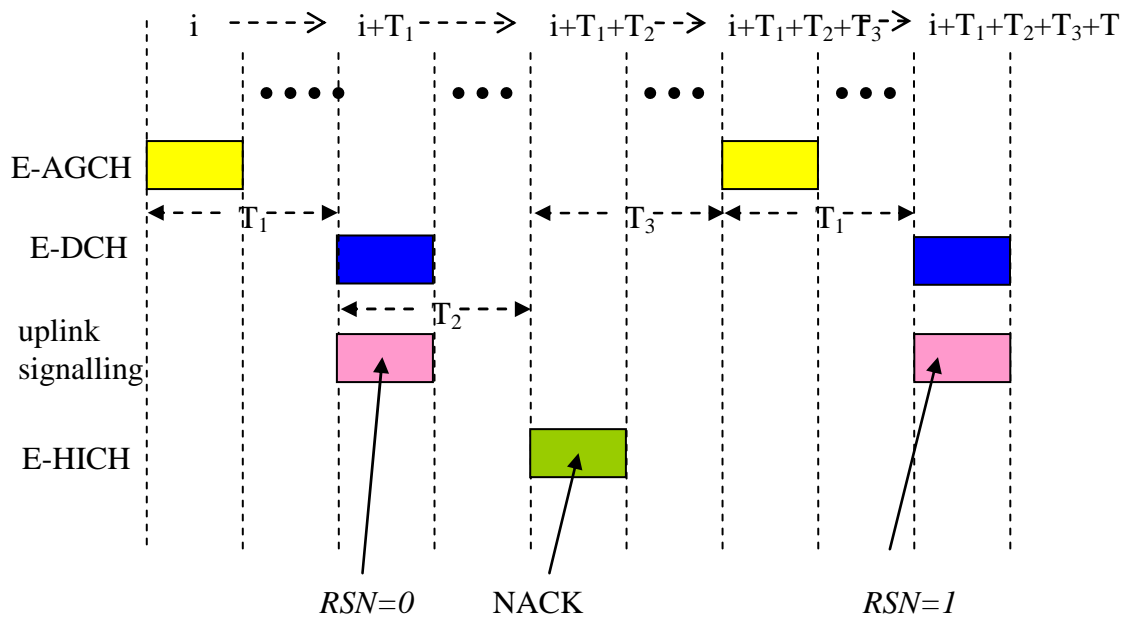 i i+T₁ i+T₁+T₂ i+T₁+T₂+T₃ i+T₁+T₂+T₃+T
E-AGCH
T₁ T₃ T₁
E-DCH
T₂
uplink
signalling
E-HICH
RSN=0 NACK RSN=1